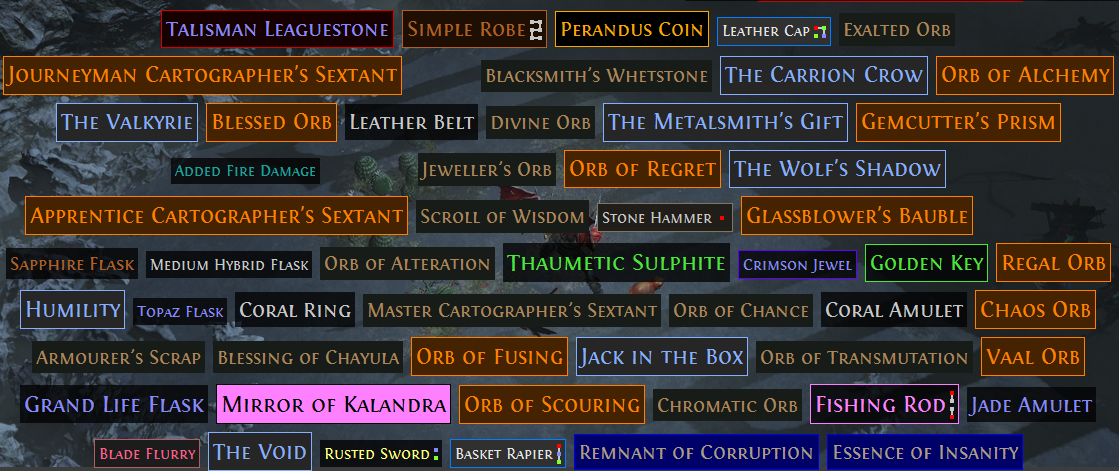 Talisman Leaguestone Simple Robe Perandus Coin Leather Cap Exalted Orb
Journeyman Cartographer's Sextant Blacksmith's Whetstone The Carrion Crow Orb of Alchemy
The Valkyrie Blessed Orb Leather Belt Divine Orb The Metalsmith's Gift Gemcutter's Prism
Added Fire Damage Jeweller's Orb Orb of Regret The Wolf's Shadow
Apprentice Cartographer's Sextant Scroll of Wisdom Stone Hammer Glassblower's Bauble
Sapphire Flask Medium Hybrid Flask Orb of Alteration Thaumetic Sulphite Crimson Jewel Golden Key Regal Orb
Humility Topaz Flask Coral Ring Master Cartographer's Sextant Orb of Chance Coral Amulet Chaos Orb
Armourer's Scrap Blessing of Chayula Orb of Fusing Jack in the Box Orb of Transmutation Vaal Orb
Grand Life Flask Mirror of Kalandra Orb of Scouring Chromatic Orb Fishing Rod Jade Amulet
Blade Flurry The Void Rusted Sword Basket Rapier Remnant of Corruption Essence of Insanity